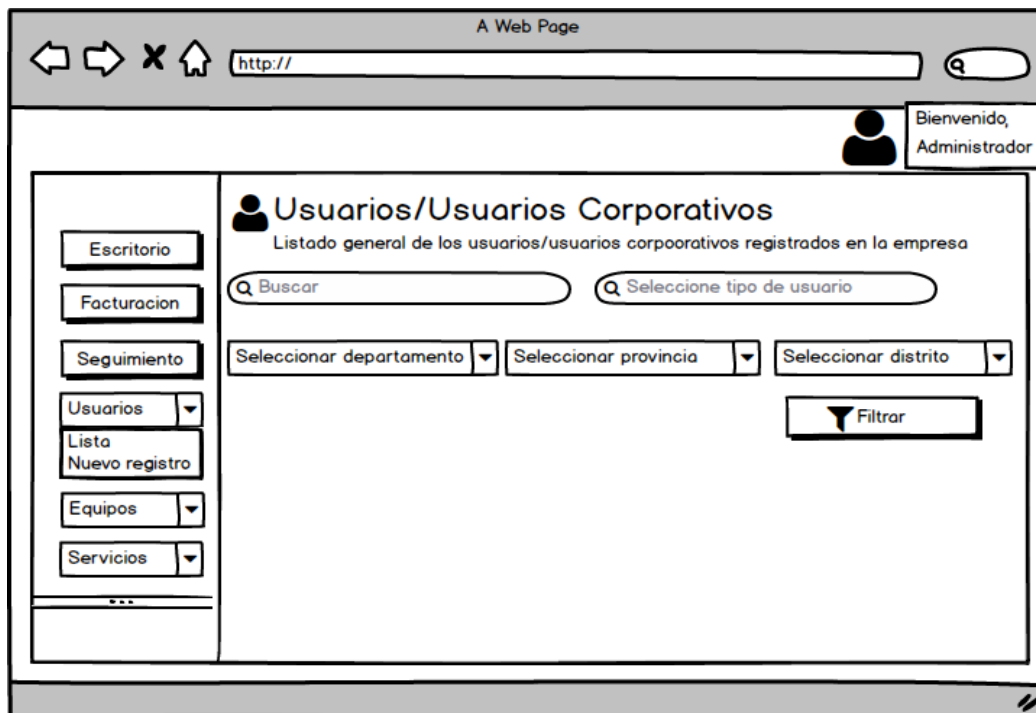 A Web Page
http://
Bienvenido,
Administrador
Usuarios/Usuarios Corporativos
Listado general de los usuarios/usuarios corpoorativos registrados en la empresa
Buscar
Seleccione tipo de usuario
Seleccionar departamento
Seleccionar provincia
Seleccionar distrito
Filtrar
Escritorio
Facturacion
Seguimiento
Usuarios
Lista
Nuevo registro
Equipos
Servicios